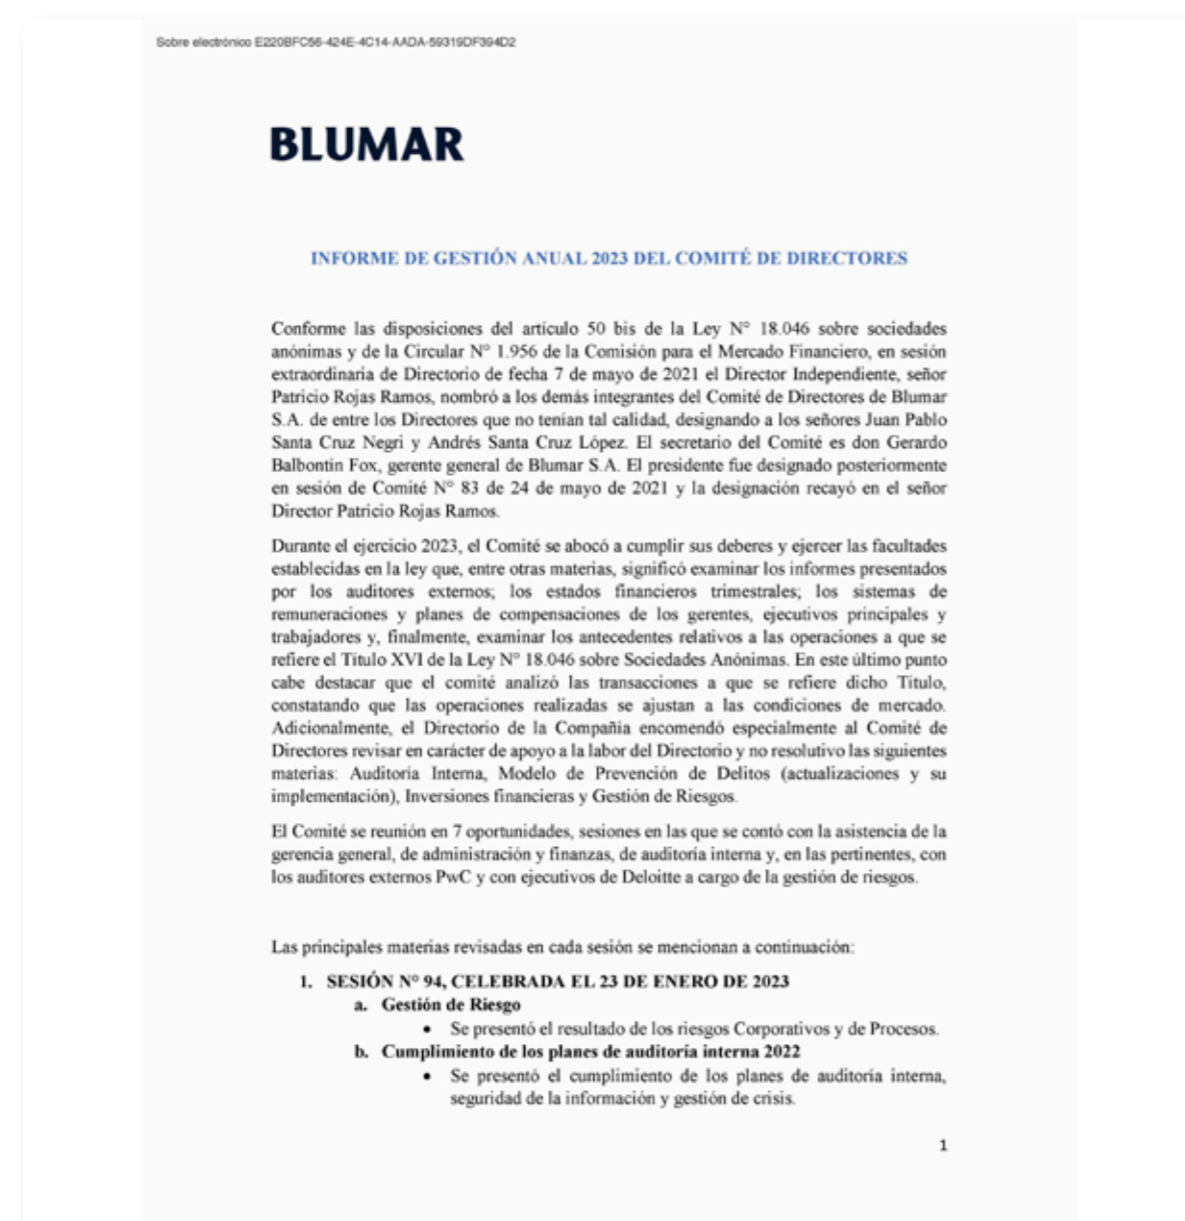 Sobre electrónico E220BFC56-424E-4C14-AADA-59319DF394D2
BLUMAR
INFORME DE GESTIÓN ANUAL 2023 DEL COMITÉ DE DIRECTORES
Conforme las disposiciones del artículo 50 bis de la Ley N° 18.046 sobre sociedades
anónimas y de la Circular N° 1.956 de la Comisión para el Mercado Financiero, en sesión
extraordinaria de Directorio de fecha 7 de mayo de 2021 el Director Independiente, señor
Patricio Rojas Ramos, nombró a los demás integrantes del Comité de Directores de Blumar
S.A. de entre los Directores que no tenían tal calidad, designando a los señores Juan Pablo
Santa Cruz Negri y Andrés Santa Cruz López. El secretario del Comité es don Gerardo
Balbontin Fox, gerente general de Blumar S.A. El presidente fue designado posteriormente
en sesión de Comité N° 83 de 24 de mayo de 2021 y la designación recayó en el señor
Director Patricio Rojas Ramos.
Durante el ejercicio 2023, el Comité se abocó a cumplir sus deberes y ejercer las facultades
establecidas en la ley que, entre otras materias, significó examinar los informes presentados
por los auditores externos; los estados financieros trimestrales; los sistemas de
remuneraciones y planes de compensaciones de los gerentes, ejecutivos principales y
trabajadores y, finalmente, examinar los antecedentes relativos a las operaciones a que se
refiere el Título XVI de la Ley N° 18.046 sobre Sociedades Anónimas. En este último punto
cabe destacar que el comité analizó las transacciones a que se refiere dicho Titulo,
constatando que las operaciones realizadas se ajustan a las condiciones de mercado.
Adicionalmente, el Directorio de la Compañía encomendó especialmente al Comité de
Directores revisar en carácter de apoyo a la labor del Directorio y no resolutivo las siguientes
materias: Auditoría Interna, Modelo de Prevención de Delitos (actualizaciones y su
implementación), Inversiones financieras y Gestión de Riesgos.
El Comité se reunión en 7 oportunidades, sesiones en las que se contó con la asistencia de la
gerencia general, de administración y finanzas, de auditoría interna y, en las pertinentes, con
los auditores externos PwC y con ejecutivos de Deloitte a cargo de la gestión de riesgos.
Las principales materias revisadas en cada sesión se mencionan a continuación:
1. SESIÓN N° 94, CELEBRADA EL 23 DE ENERO DE 2023
a. Gestión de Riesgo
• Se presentó el resultado de los riesgos Corporativos y de Procesos.
b. Cumplimiento de los planes de auditoría interna 2022
• Se presentó el cumplimiento de los planes de auditoría interna,
seguridad de la información y gestión de crisis.
1